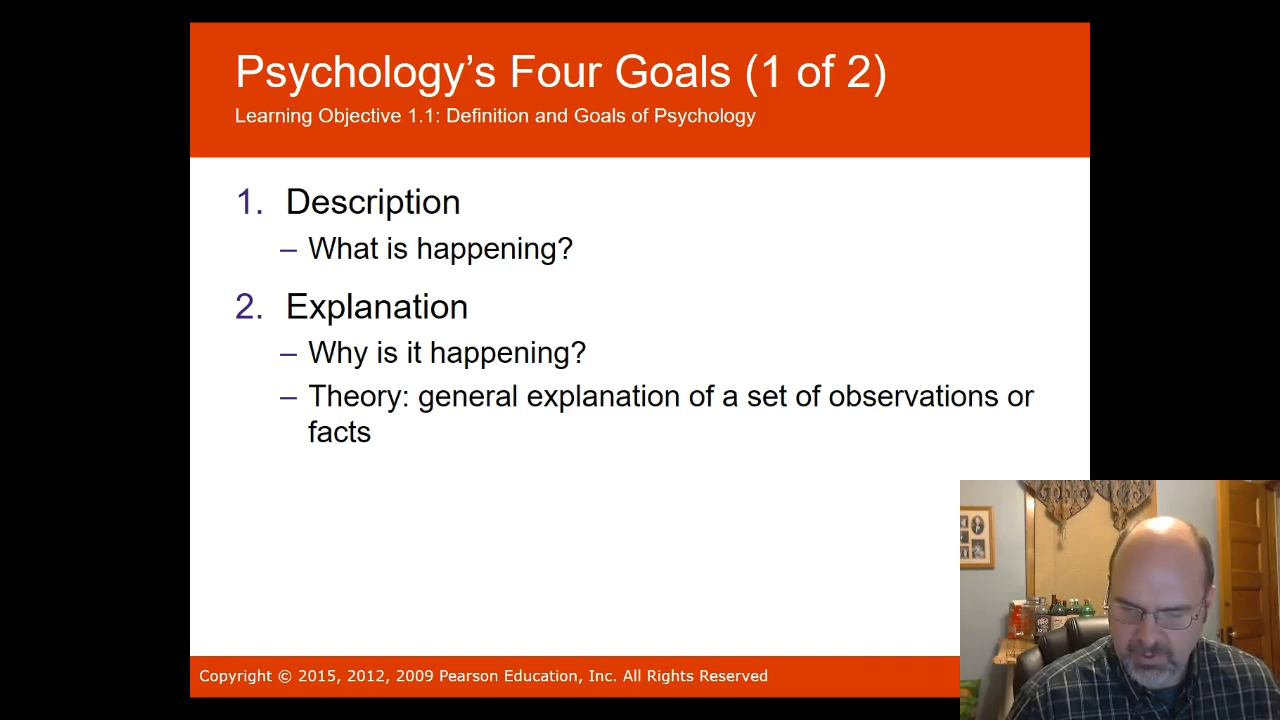 Psychology’s Four Goals (1 of 2)
Learning Objective 1.1: Definition and Goals of Psychology
1. Description
– What is happening?
2. Explanation
– Why is it happening?
– Theory: general explanation of a set of observations or
facts
Copyright © 2015, 2012, 2009 Pearson Education, Inc. All Rights Reserved